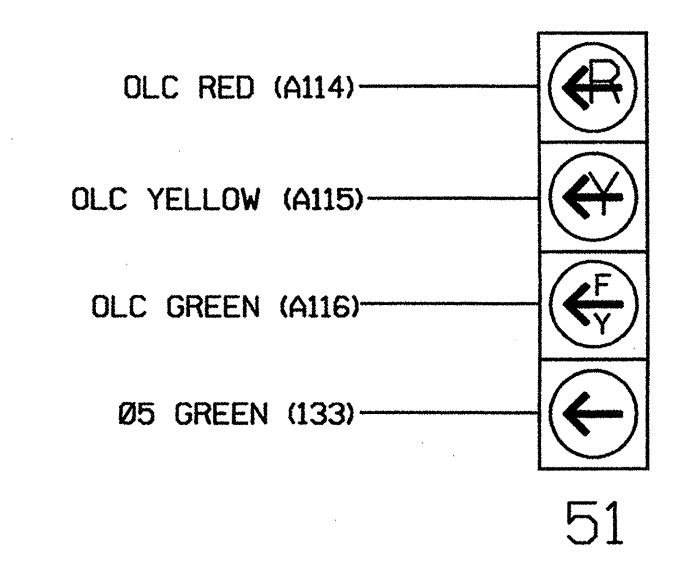 OLC RED (A114) R
OLC YELLOW (A115) Y
OLC GREEN (A116) F
Y
Ø5 GREEN (133)
51